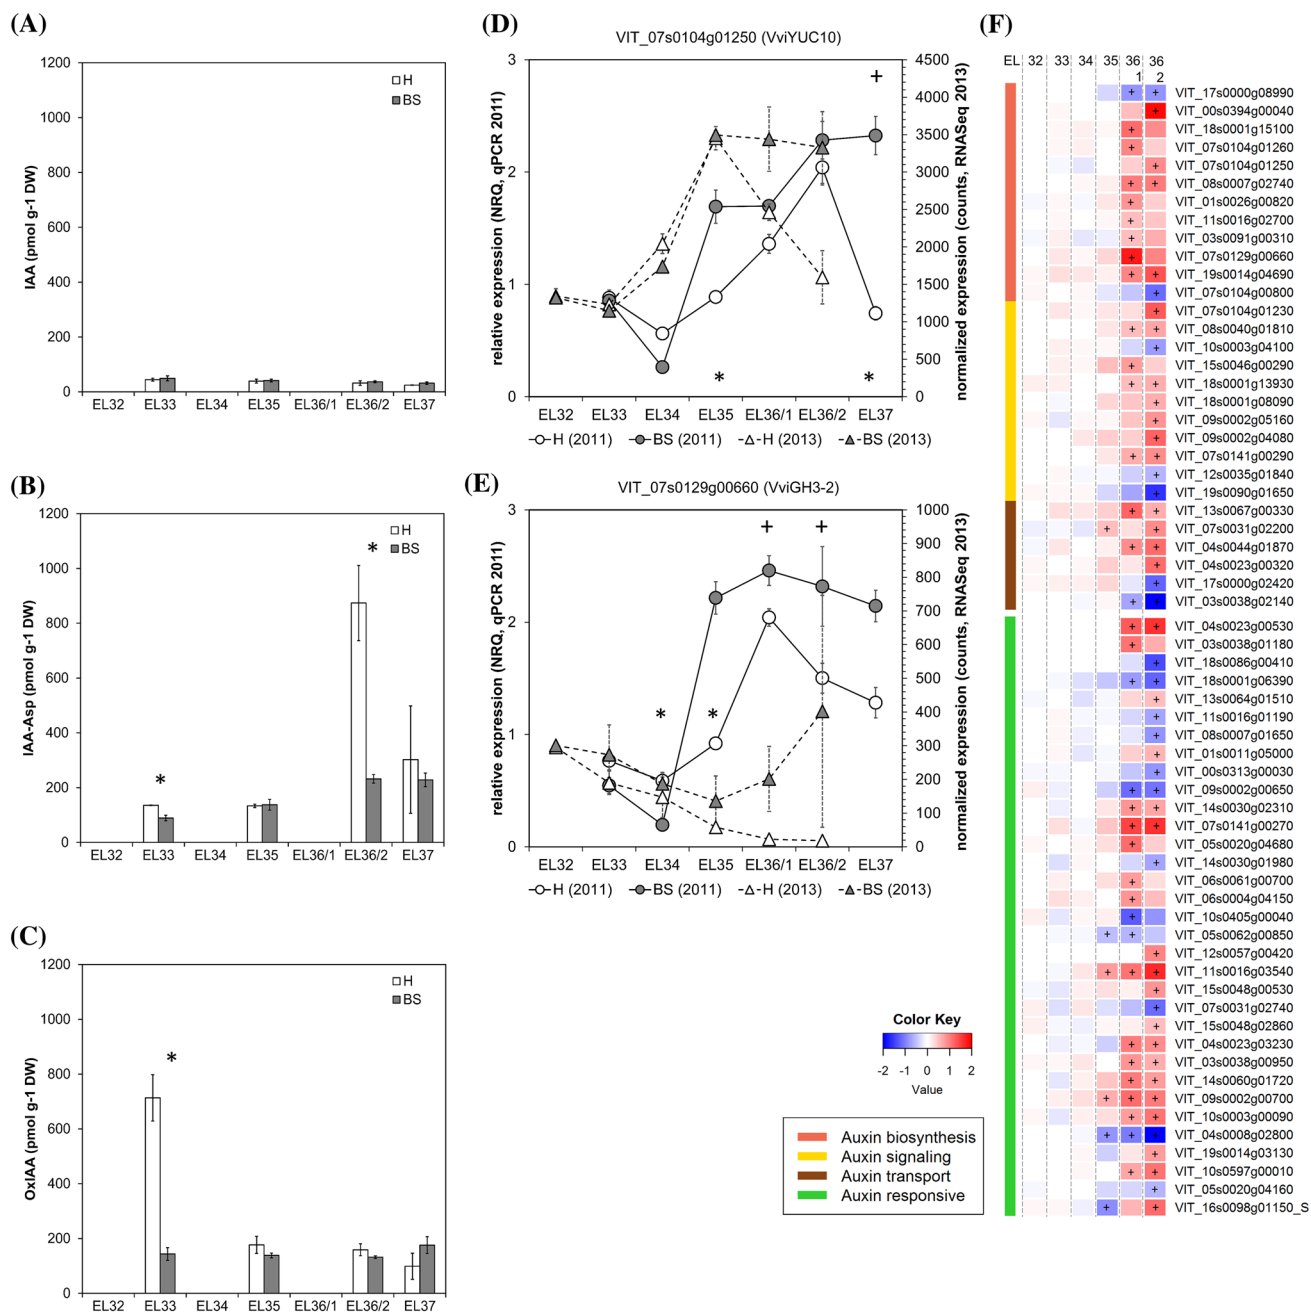 (A)
1200
1000
800
600
400
200
0
IAA (pmol g-1 DW)
H
BS
EL32 EL33 EL34 EL35 EL36/1 EL36/2 EL37
(B)
1200
1000
800
600
400
200
0
IAA-Asp (pmol g-1 DW)
H
BS
*
*
EL32 EL33 EL34 EL35 EL36/1 EL36/2 EL37
(C)
1200
1000
800
600
400
200
0
OxIAA (pmol g-1 DW)
H
BS
*
EL32 EL33 EL34 EL35 EL36/1 EL36/2 EL37
(D)
VIT_07s0104g01250 (VviYUC10)
3
2
1
0
relative expression (NRQ, qPCR 2011)
4500
4000
3500
3000
2500
2000
1500
1000
500
0
normalized expression (counts, RNASeq 2013)
+
* *
EL32 EL33 EL34 EL35 EL36/1 EL36/2 EL37
H (2011) BS (2011) H (2013) BS (2013)
(E)
VIT_07s0129g00660 (VviGH3-2)
3
2
1
0
relative expression (NRQ, qPCR 2011)
1000
900
800
700
600
500
400
300
200
100
0
normalized expression (counts, RNASeq 2013)
+ +
* *
EL32 EL33 EL34 EL35 EL36/1 EL36/2 EL37
H (2011) BS (2011) H (2013) BS (2013)
(F)
EL 32 33 34 35 36 36
1 2
+ + VIT_17s0000g08990
+ VIT_00s0394g00040
+ VIT_18s0001g15100
+ VIT_07s0104g01260
+ VIT_07s0104g01250
+ + VIT_08s0007g02740
+ VIT_01s0026g00820
+ VIT_11s0016g02700
+ VIT_03s0091g00310
+ VIT_07s0129g00660
+ + VIT_19s0014g04690
+ VIT_07s0104g00800
+ VIT_07s0104g01230
+ + VIT_08s0040g01810
+ VIT_10s0003g04100
+ VIT_15s0046g00290
+ + VIT_18s0001g13930
+ VIT_18s0001g08090
+ VIT_09s0002g05160
+ VIT_09s0002g04080
+ + VIT_07s0141g00290
+ VIT_12s0035g01840
+ VIT_19s0090g01650
+ + VIT_13s0067g00330
+ + VIT_07s0031g02200
+ + VIT_04s0044g01870
+ VIT_04s0023g00320
+ VIT_17s0000g02420
+ + VIT_03s0038g02140
+ + VIT_04s0023g00530
+ VIT_03s0038g01180
+ VIT_18s0086g00410
+ + VIT_18s0001g06390
+ VIT_13s0064g01510
+ VIT_11s0016g01190
+ VIT_08s0007g01650
+ VIT_01s0011g05000
+ VIT_00s0313g00030
+ + VIT_09s0002g00650
+ + VIT_14s0030g02310
+ + VIT_07s0141g00270
+ VIT_05s0020g04680
+ VIT_14s0030g01980
+ VIT_06s0061g00700
+ VIT_06s0004g04150
+ VIT_10s0405g00040
+ + VIT_05s0062g00850
+ VIT_12s0057g00420
+ + + VIT_11s0016g03540
+ VIT_15s0048g00530
+ VIT_07s0031g02740
+ VIT_15s0048g02860
+ + VIT_04s0023g03230
+ + VIT_03s0038g00950
+ + VIT_14s0060g01720
+ + + VIT_09s0002g00700
+ + VIT_10s0003g00090
+ + + VIT_04s0008g02800
+ VIT_19s0014g03130
+ + VIT_10s0597g00010
+ VIT_05s0020g04160
+ + VIT_16s0098g01150_S
Color Key
-2 -1 0 1 2
Value
Auxin biosynthesis
Auxin signaling
Auxin transport
Auxin responsive